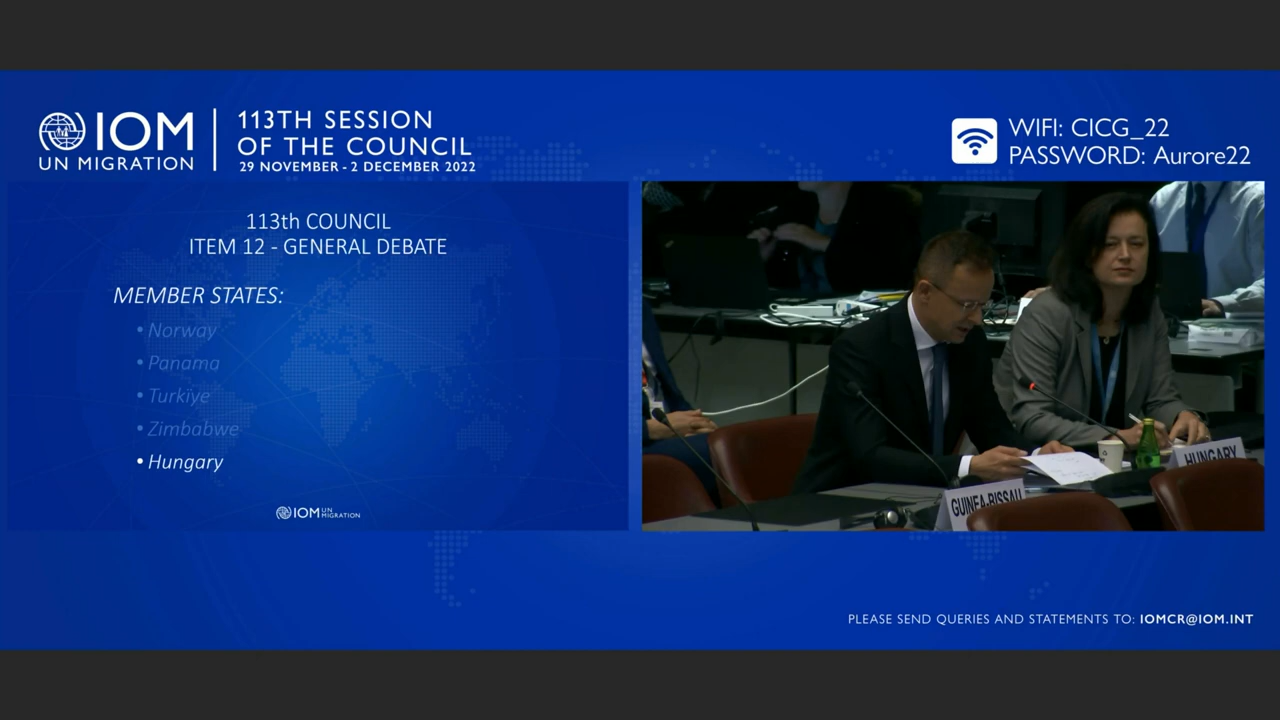 IOM
UN MIGRATION
113TH SESSION
OF THE COUNCIL
29 NOVEMBER - 2 DECEMBER 2022
WIFI: CICG_22
PASSWORD: Aurore22
113th COUNCIL
ITEM 12 - GENERAL DEBATE
MEMBER STATES:
• Norway
• Panama
• Turkiye
• Zimbabwe
• Hungary
IOM UN MIGRATION
GUINEA-BISSAU
HUNGARY
PLEASE SEND QUERIES AND STATEMENTS TO: IOMCR@IOM.INT